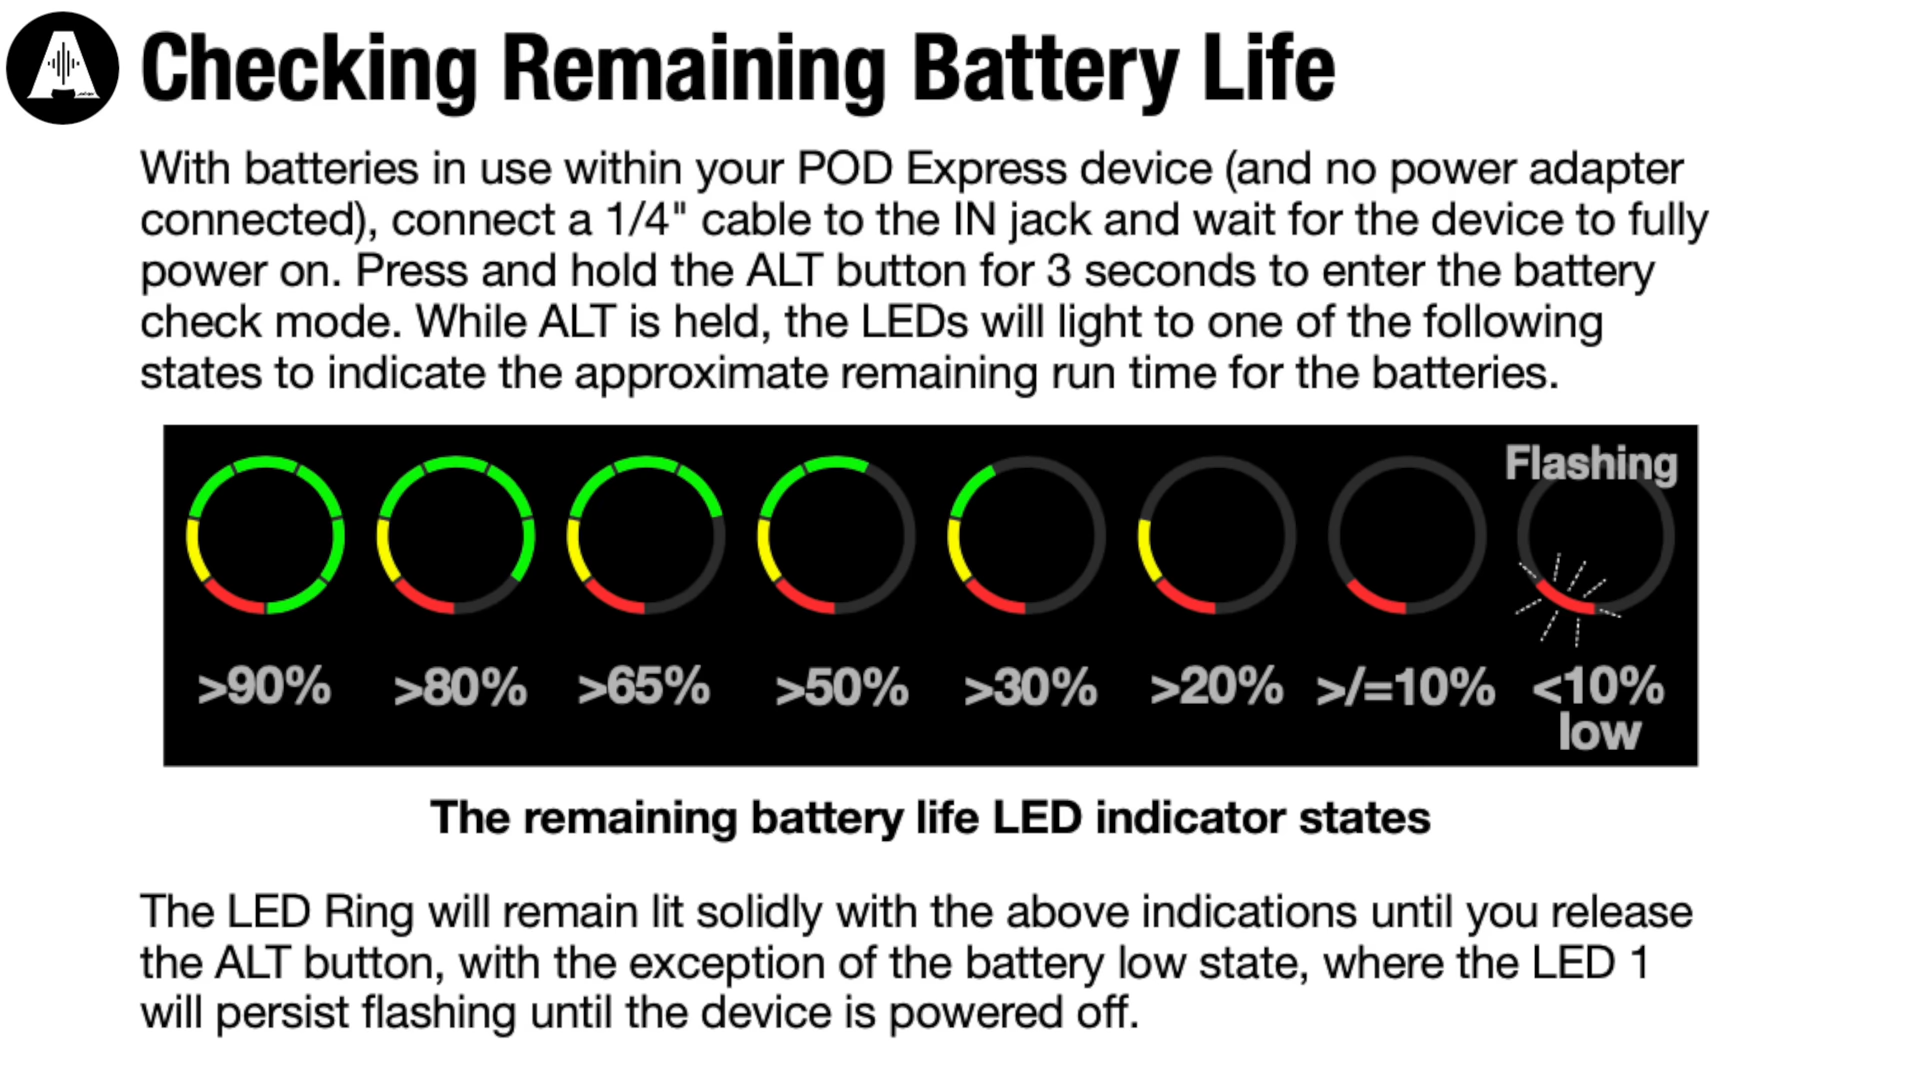 Checking Remaining Battery Life
With batteries in use within your POD Express device (and no power adapter
connected), connect a 1/4" cable to the IN jack and wait for the device to fully
power on. Press and hold the ALT button for 3 seconds to enter the battery
check mode. While ALT is held, the LEDs will light to one of the following
states to indicate the approximate remaining run time for the batteries.
Flashing
>90% >80% >65% >50% >30% >20% >/=10% <10%
low
The remaining battery life LED indicator states
The LED Ring will remain lit solidly with the above indications until you release
the ALT button, with the exception of the battery low state, where the LED 1
will persist flashing until the device is powered off.